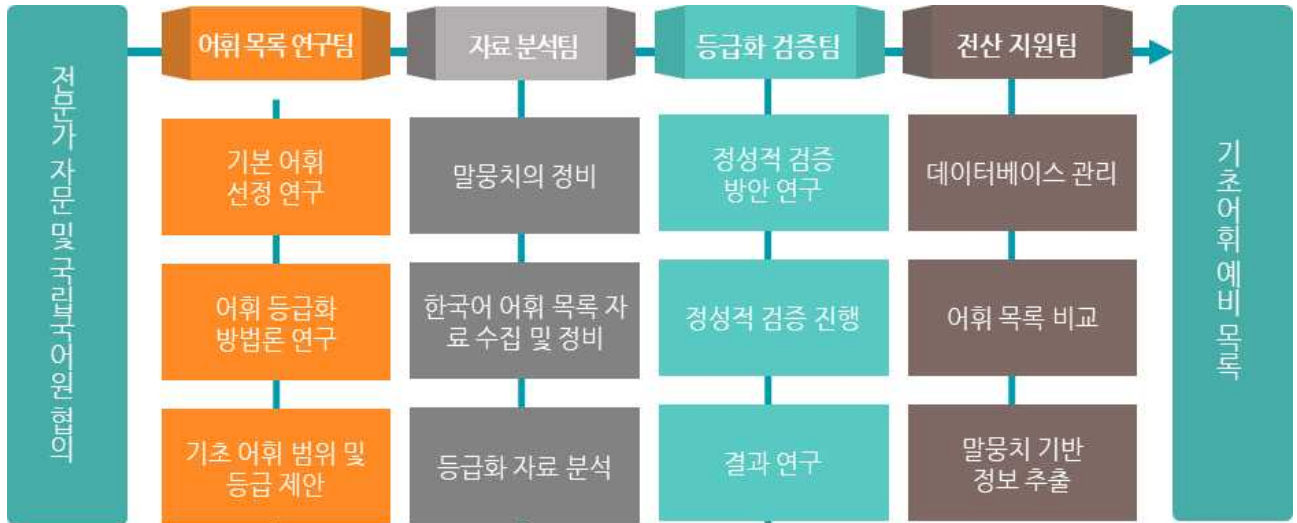 전문가 자문 및 국립국어원 협의
어휘 목록 연구팀
기본 어휘
선정 연구
어휘 등급화
방법론 연구
기초 어휘 범위 및
등급 제안
자료 분석팀
말뭉치의 정비
한국어 어휘 목록 자
료 수집 및 정비
등급화 자료 분석
등급화 검증팀
정성적 검증
방안 연구
정성적 검증 진행
결과 연구
전산 지원팀
데이터베이스 관리
어휘 목록 비교
말뭉치 기반
정보 추출
기초어휘 예비 목록